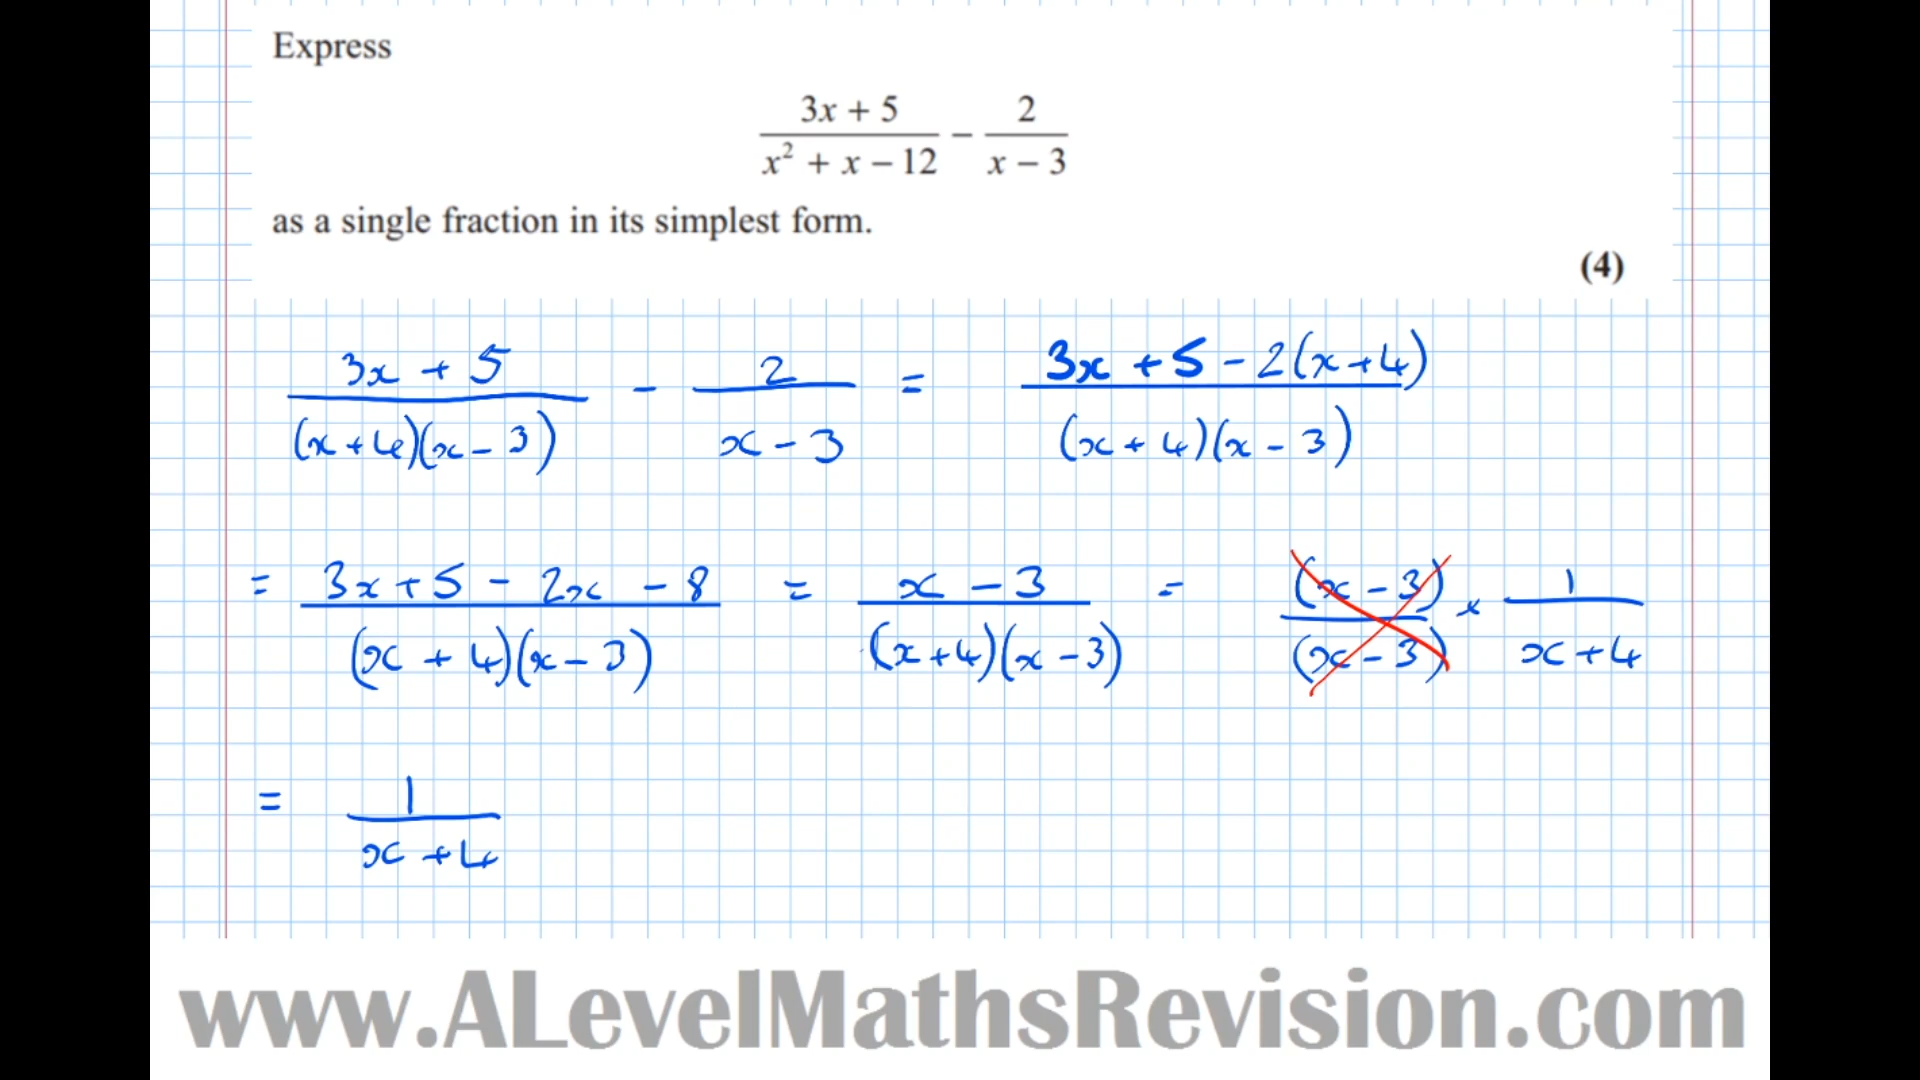 Express
3x + 5 / x² + x − 12 − 2 / x − 3
as a single fraction in its simplest form.
(4)
3x + 5 / (x+4)(x−3) − 2 / x−3 = 3x + 5 − 2(x+4) / (x+4)(x−3)
= 3x+5 − 2x − 8 / (x + 4)(x−3) = x − 3 / (x+4)(x−3) = (x−3) / (x−3) × 1 / x+4
= 1 / x+4
www.ALevelMathsRevision.com